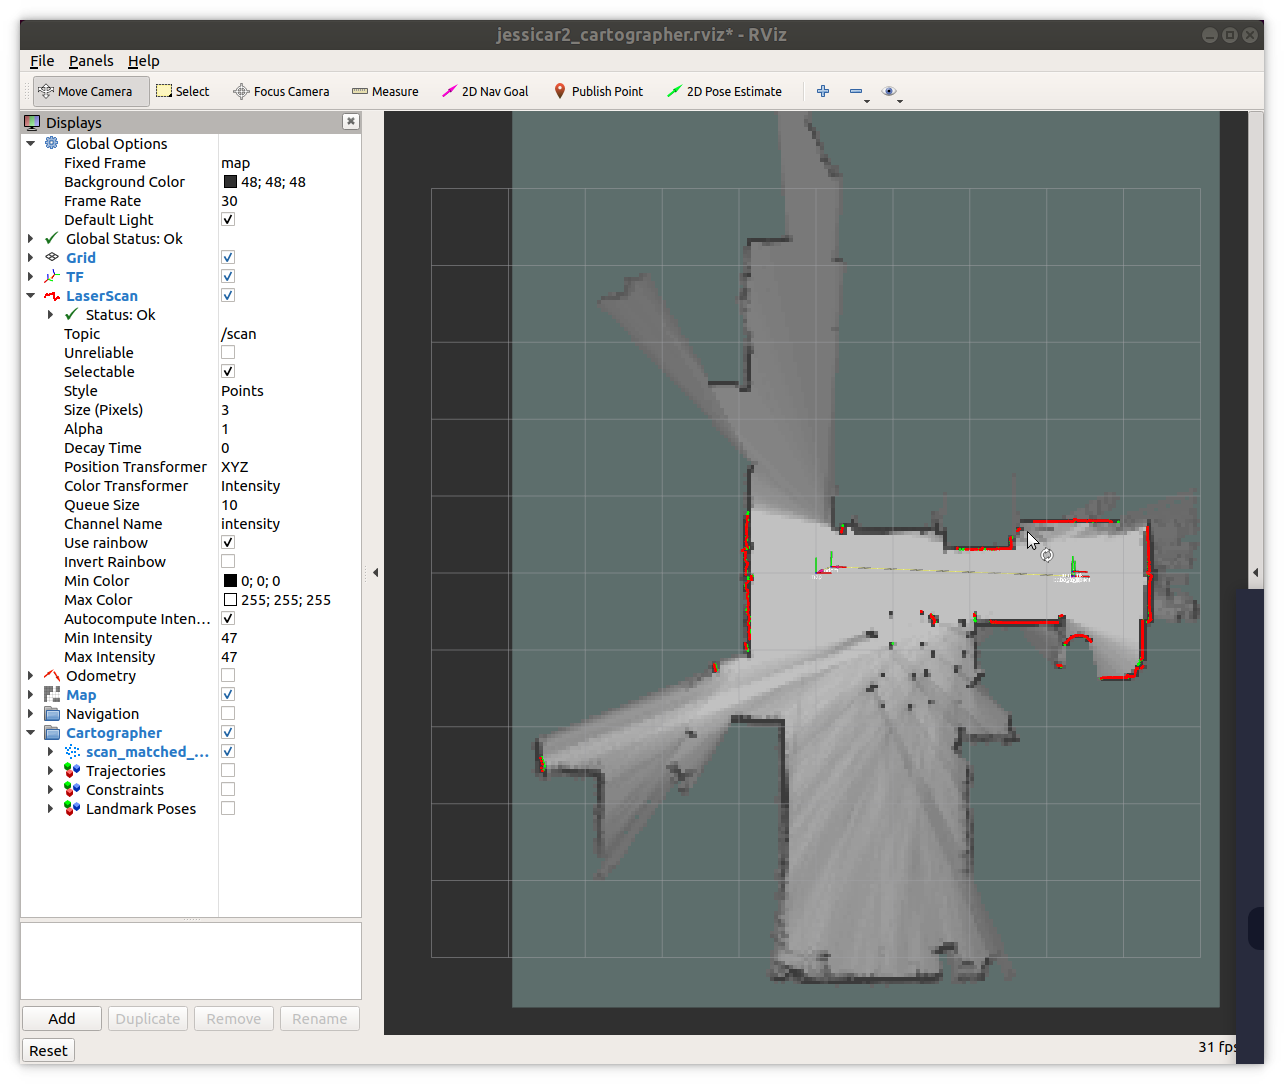 jessicar2_cartographer.rviz* - RViz
File Panels Help
Move Camera Select Focus Camera Measure 2D Nav Goal Publish Point 2D Pose Estimate
Displays
Global Options
Fixed Frame map
Background Color 48; 48; 48
Frame Rate 30
Default Light
Global Status: Ok
Grid
TF
LaserScan
Status: Ok
Topic /scan
Unreliable
Selectable
Style Points
Size (Pixels) 3
Alpha 1
Decay Time 0
Position Transformer XYZ
Color Transformer Intensity
Queue Size 10
Channel Name intensity
Use rainbow
Invert Rainbow
Min Color 0; 0; 0
Max Color 255; 255; 255
Autocompute Inten...
Min Intensity 47
Max Intensity 47
Odometry
Map
Navigation
Cartographer
scan_matched_...
Trajectories
Constraints
Landmark Poses
Add Duplicate Remove Rename
Reset
31 fps